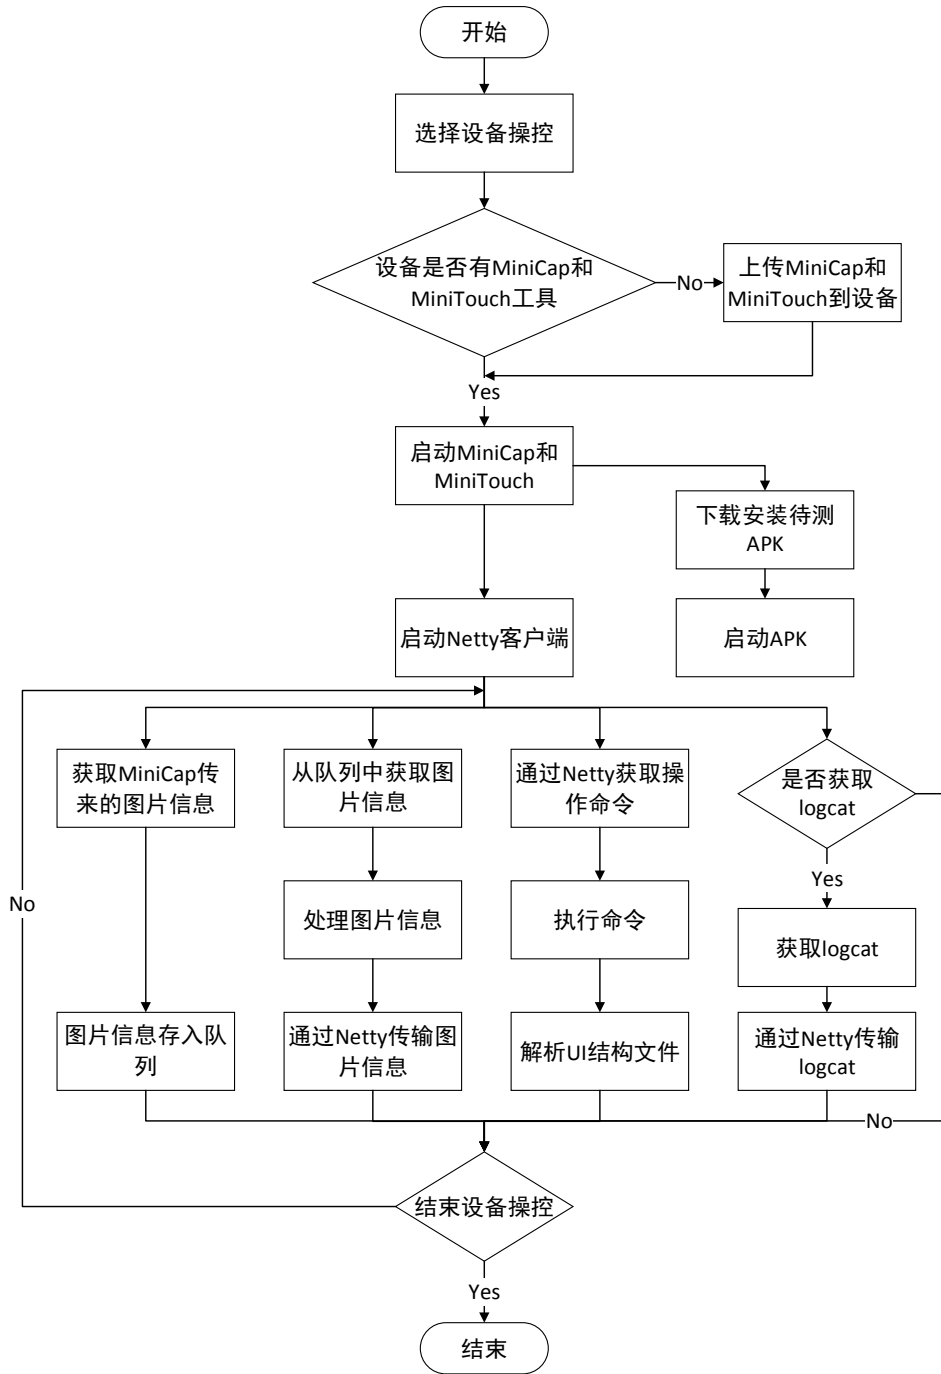 开始
选择设备操控
设备是否有MiniCap和
MiniTouch工具
No
上传MiniCap和
MiniTouch到设备
Yes
启动MiniCap和
MiniTouch
下载安装待测
APK
启动Netty客户端
启动APK
获取MiniCap传
来的图片信息
从队列中获取图
片信息
通过Netty获取操
作命令
是否获取
logcat
Yes
No
处理图片信息
执行命令
获取logcat
图片信息存入队
列
通过Netty传输图
片信息
解析UI结构文件
通过Netty传输
logcat
No
结束设备操控
Yes
结束